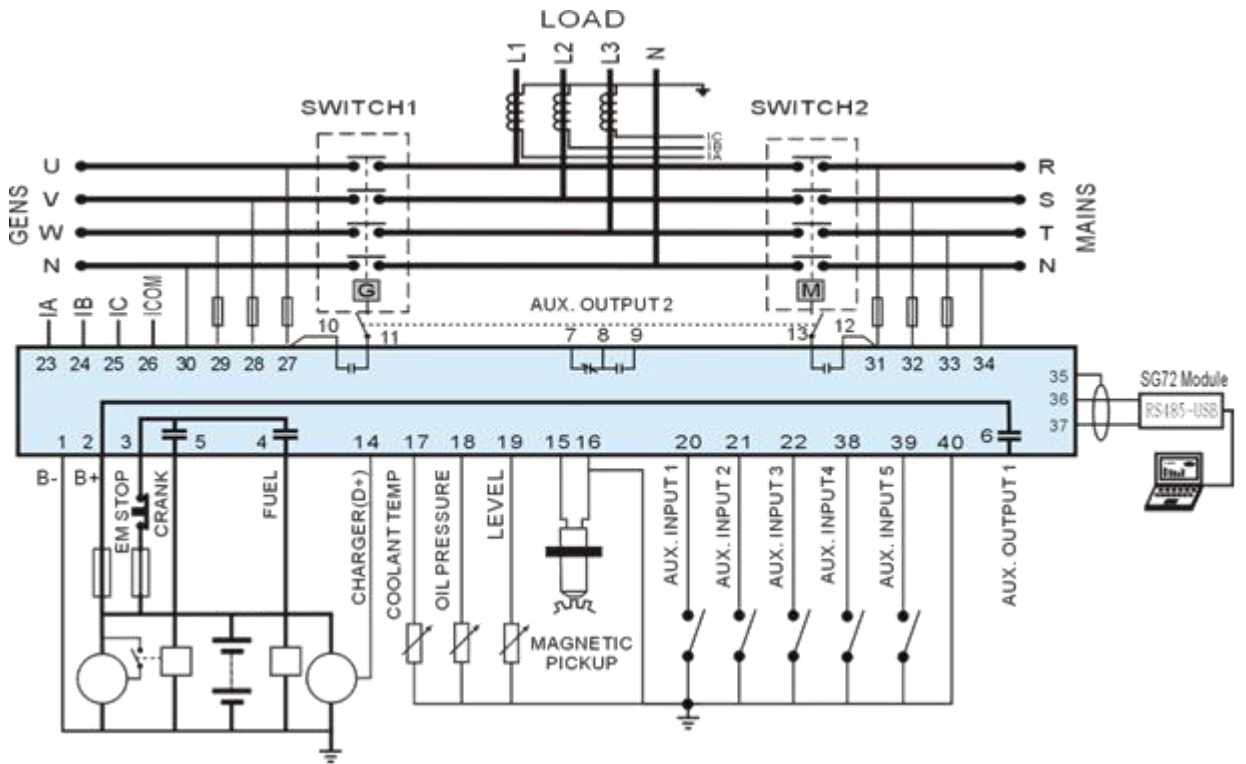 LOAD
L1 L2 L3 N
SWITCH1 SWITCH2
IC
IB
IA
GENS
U
V
W
N
R
S
T
N
MAINS
G M
AUX. OUTPUT 2
IA IB IC ICOM
10 11 7 8 9 13 12
23 24 25 26 30 29 28 27 31 32 33 34
35
36
37
SG72 Module
RS485-USB
1 2 3 5 4 14 17 18 19 15 16 20 21 22 38 39 40 6
B- B+
EM STOP
CRANK
FUEL
CHARGER(D+)
COOLANT TEMP
OIL PRESSURE
LEVEL
MAGNETIC
PICKUP
AUX. INPUT 1
AUX. INPUT 2
AUX. INPUT 3
AUX. INPUT 4
AUX. INPUT 5
AUX. OUTPUT 1